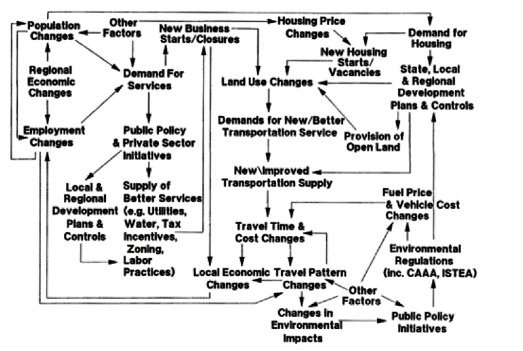 Population
Changes
Other
Factors
New Business
Starts/Closures
Housing Price
Changes
Demand for
Housing
New Housing
Starts/
Vacancies
Regional
Economic
Changes
Demand For
Services
Land Use Changes
State, Local
& Regional
Development
Plans & Controls
Employment
Changes
Public Policy
& Private Sector
Initiatives
Demands for New/Better
Transportation Service
Provision of
Open Land
New\Improved
Transportation Supply
Local &
Regional
Development
Plans &
Controls
Supply of
Better Services
(e.g. Utilities,
Water, Tax
Incentives,
Zoning,
Labor
Practices)
Fuel Price
& Vehicle Cost
Changes
Travel Time &
Cost Changes
Environmental
Regulations
(inc. CAAA, ISTEA)
Local Economic
Changes
Travel Pattern
Changes
Other
Factors
Changes in
Environmental
Impacts
Public Policy
Initiatives